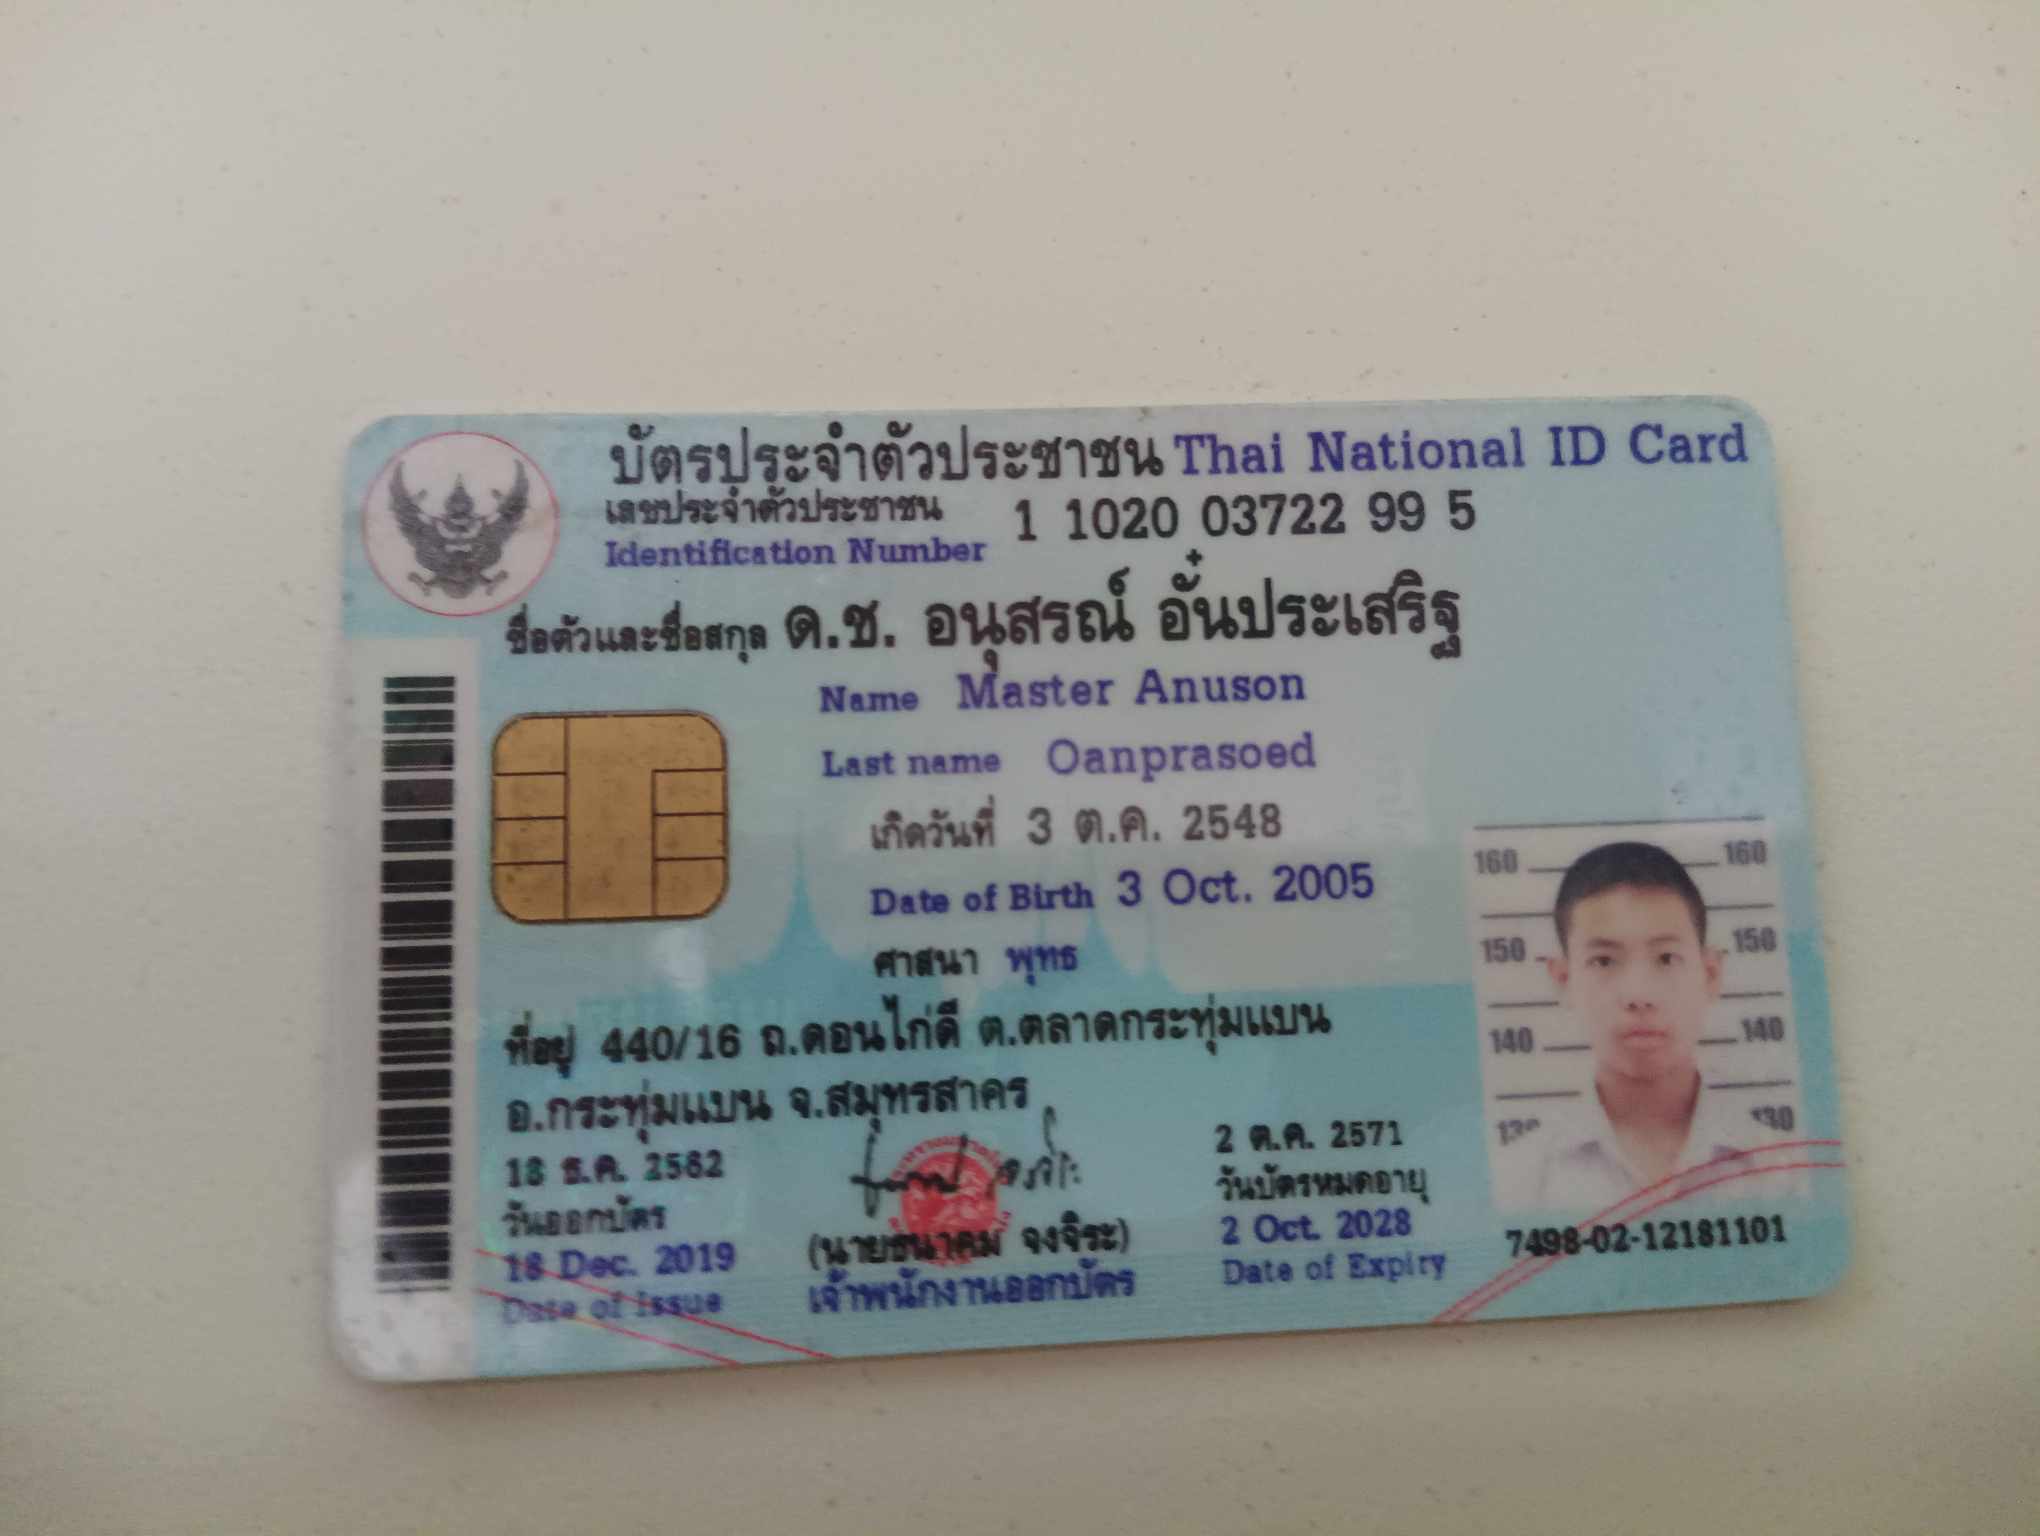 บัตรประจำตัวประชาชน Thai National ID Card
เลขประจำตัวประชาชน 1 1020 03722 99 5
Identification Number
ชื่อตัวและชื่อสกุล ด.ช. อนุสรณ์ อั๋นประเสริฐ
Name Master Anuson
Last name Oanprasoed
เกิดวันที่ 3 ต.ค. 2548
Date of Birth 3 Oct. 2005
ศาสนา พุทธ
ที่อยู่ 440/16 ถ.ดอนไก่ดี ต.ตลาดกระทุ่มแบน
อ.กระทุ่มแบน จ.สมุทรสาคร
18 ธ.ค. 2562
วันออกบัตร
18 Dec. 2019
Date of Issue
(นายธนาคม จงจิระ)
เจ้าพนักงานออกบัตร
2 ต.ค. 2571
วันบัตรหมดอายุ
2 Oct. 2028
Date of Expiry
160 160
150 150
140 140
130 130
7498-02-12181101